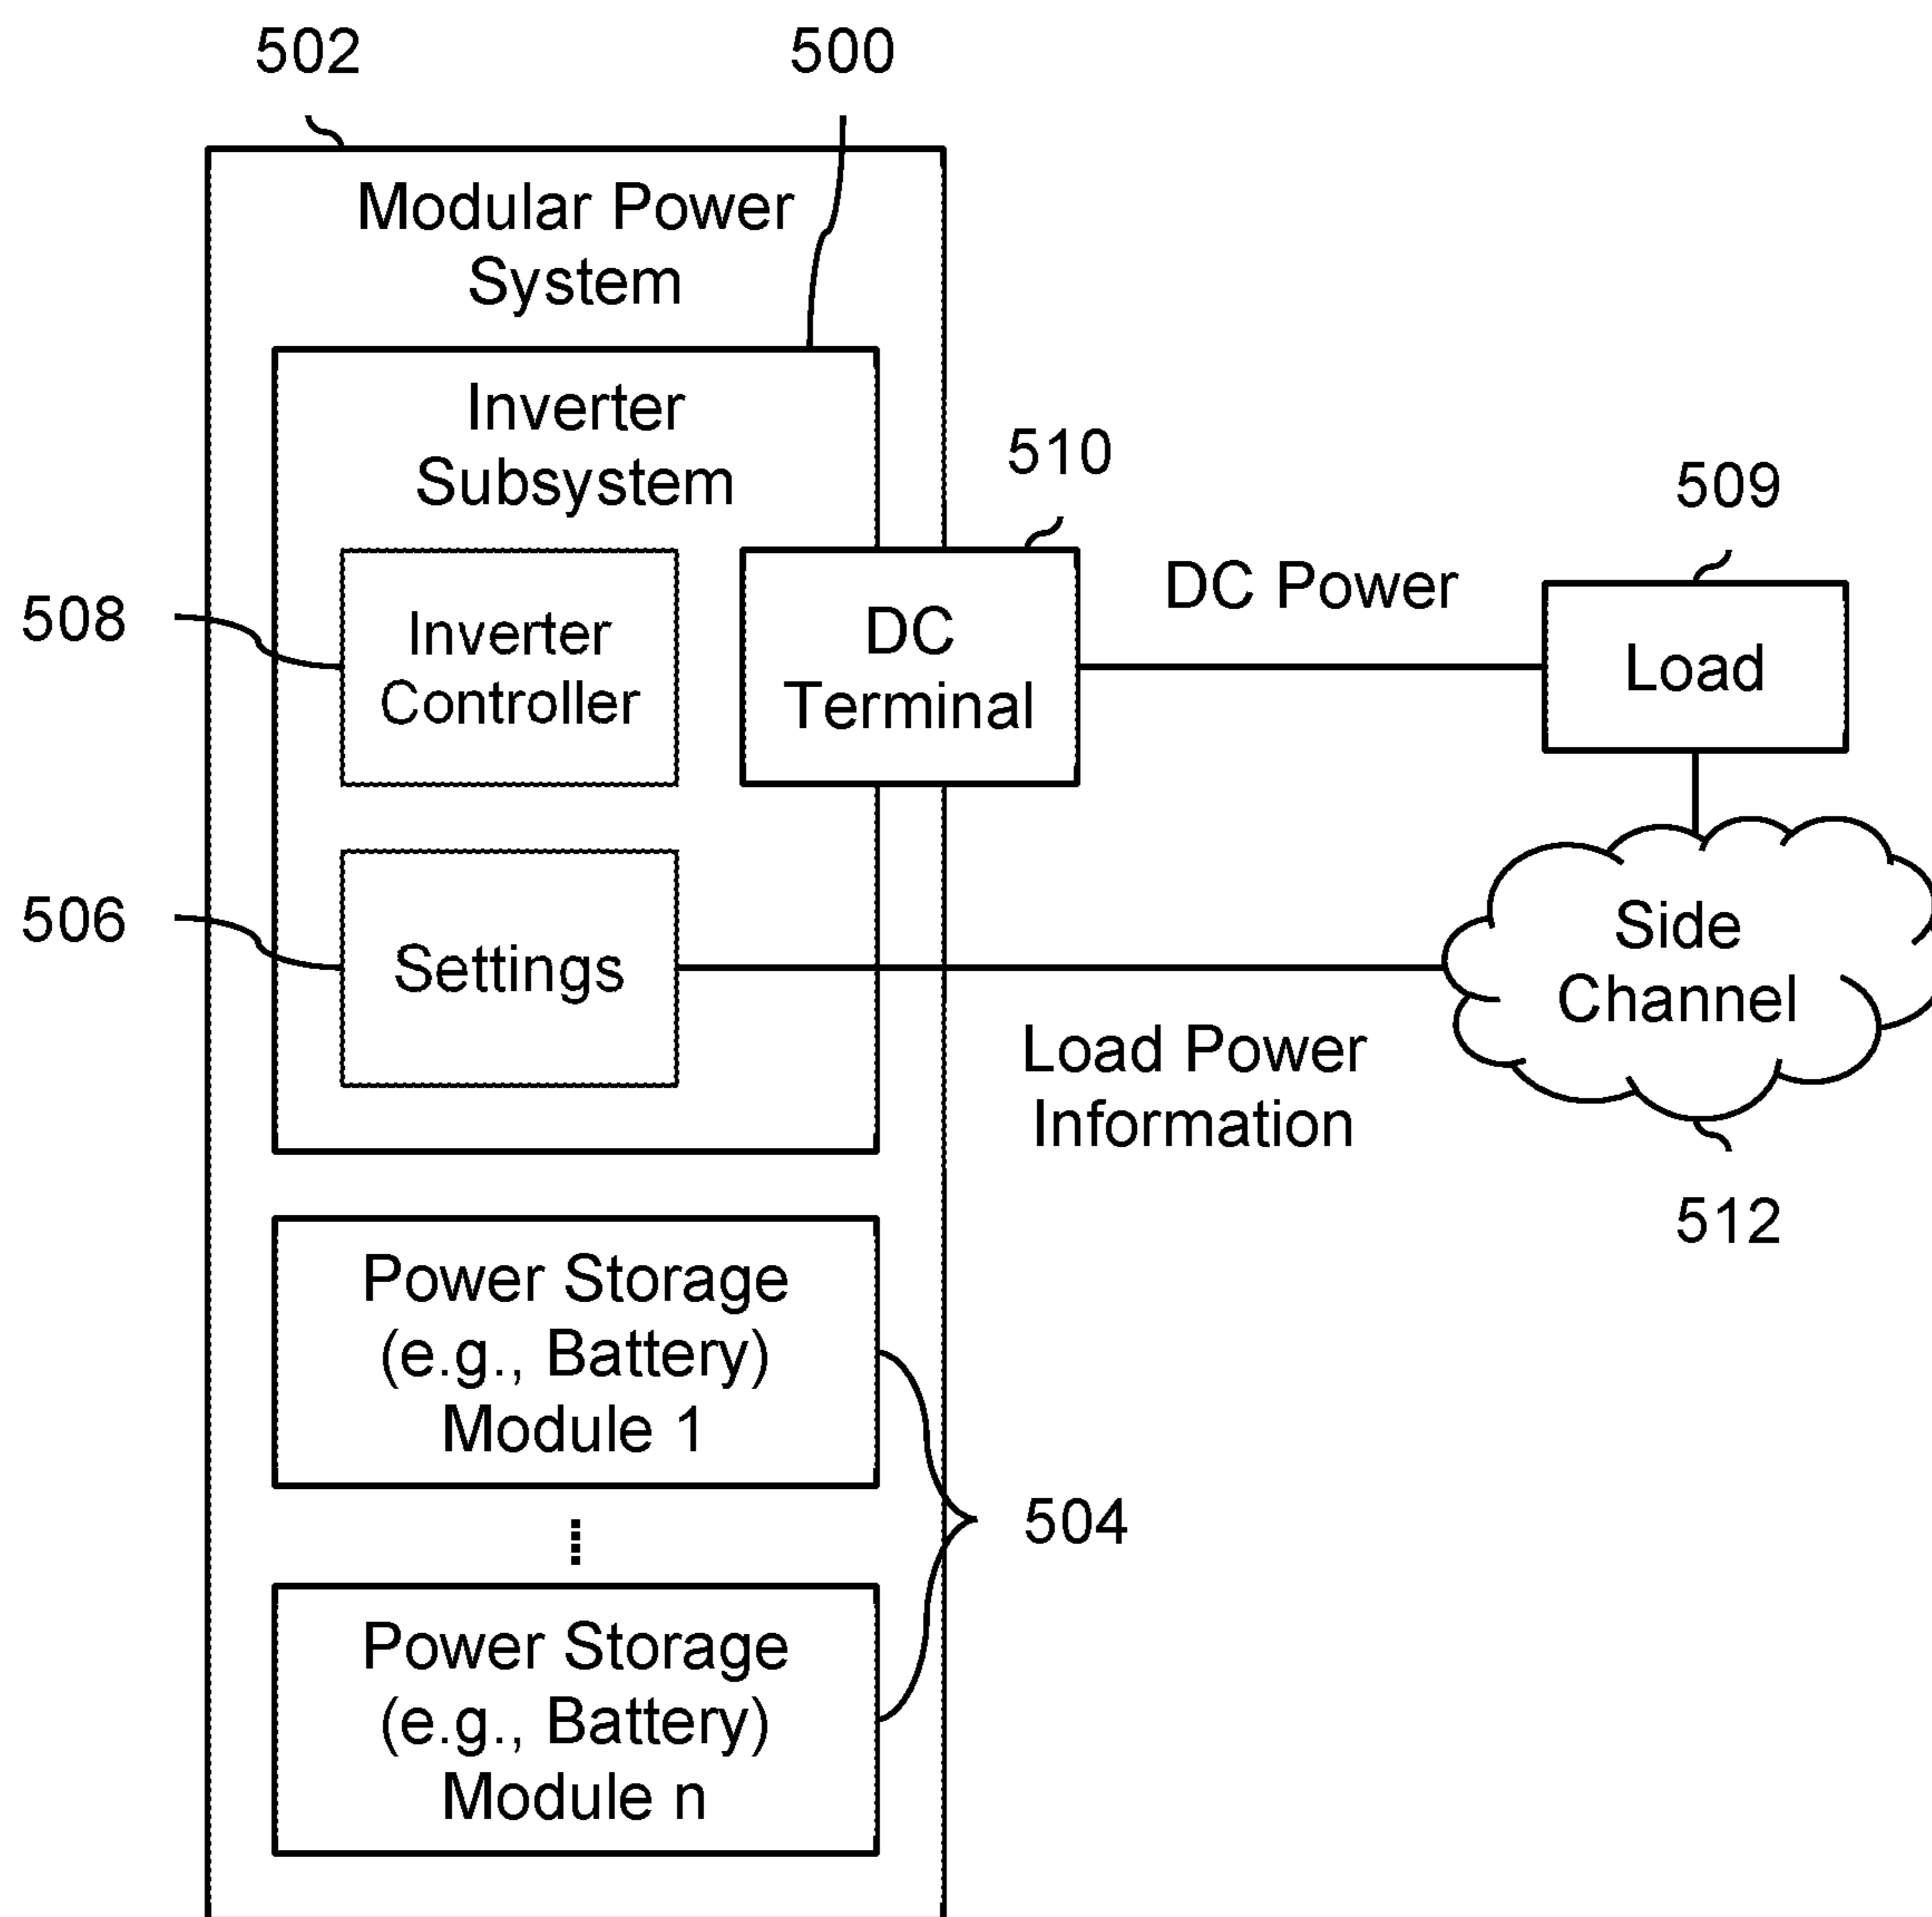 502
500
Modular Power
System
Inverter
Subsystem
510
509
508
Inverter
Controller
DC
Terminal
DC Power
Load
506
Settings
Side
Channel
Load Power
Information
512
Power Storage
(e.g., Battery)
Module 1
504
Power Storage
(e.g., Battery)
Module n